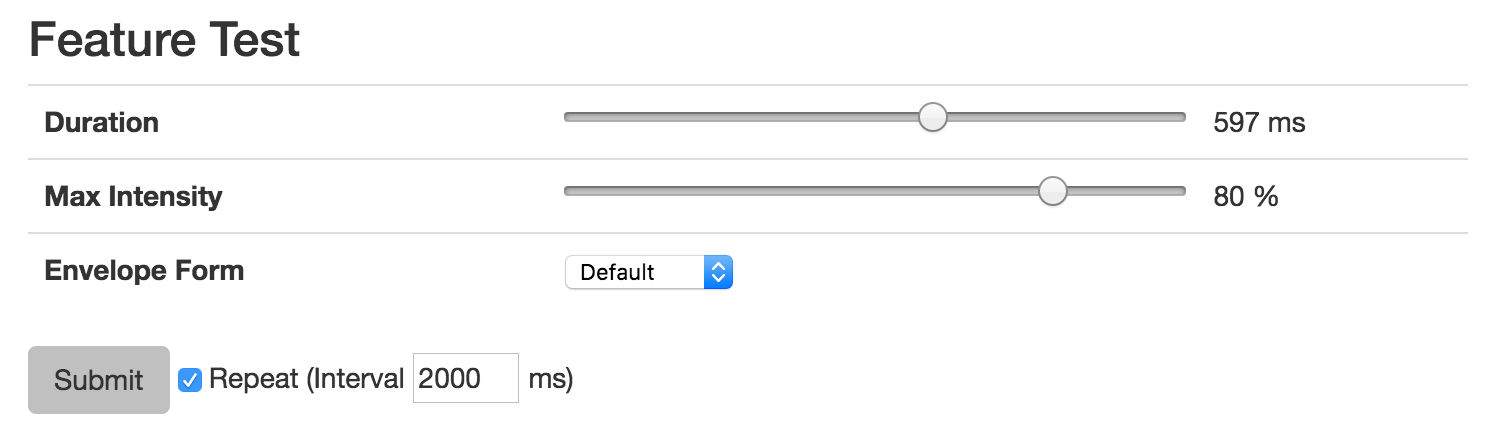 Feature Test
Duration 597 ms
Max Intensity 80 %
Envelope Form Default
Submit Repeat (Interval 2000 ms)